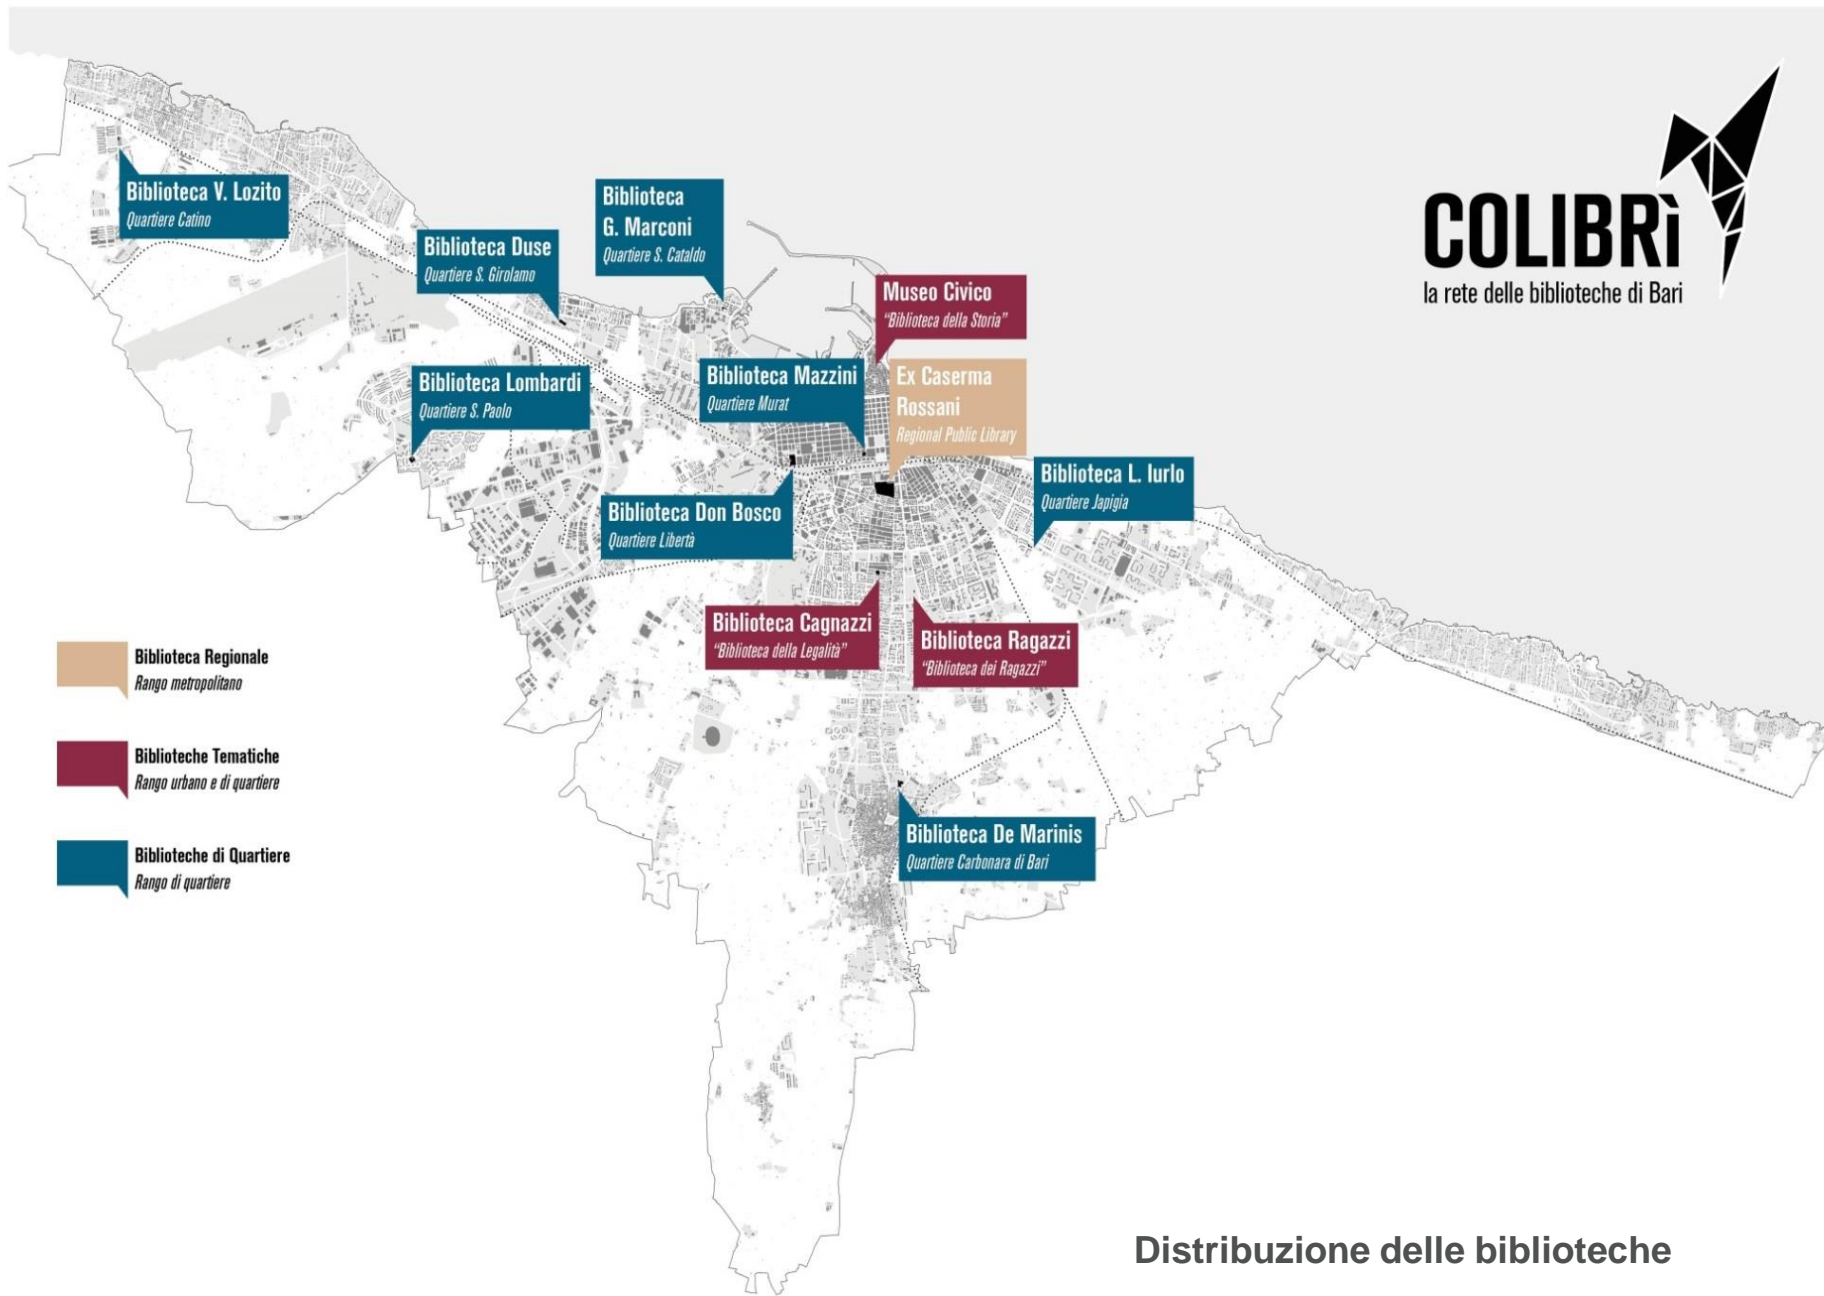 Biblioteca V. Lozito
Quartiere Catino
Biblioteca Duse
Quartiere S. Girolamo
Biblioteca
G. Marconi
Quartiere S. Cataldo
COLIBRÌ
la rete delle biblioteche di Bari
Museo Civico
“Biblioteca della Storia”
Biblioteca Lombardi
Quartiere S. Paolo
Biblioteca Mazzini
Quartiere Murat
Ex Caserma
Rossani
Regional Public Library
Biblioteca L. Iurlo
Quartiere Japigia
Biblioteca Don Bosco
Quartiere Libertà
Biblioteca Cagnazzi
“Biblioteca della Legalità”
Biblioteca Ragazzi
“Biblioteca dei Ragazzi”
Biblioteca De Marinis
Quartiere Carbonara di Bari
Biblioteca Regionale
Rango metropolitano
Biblioteche Tematiche
Rango urbano e di quartiere
Biblioteche di Quartiere
Rango di quartiere
Distribuzione delle biblioteche